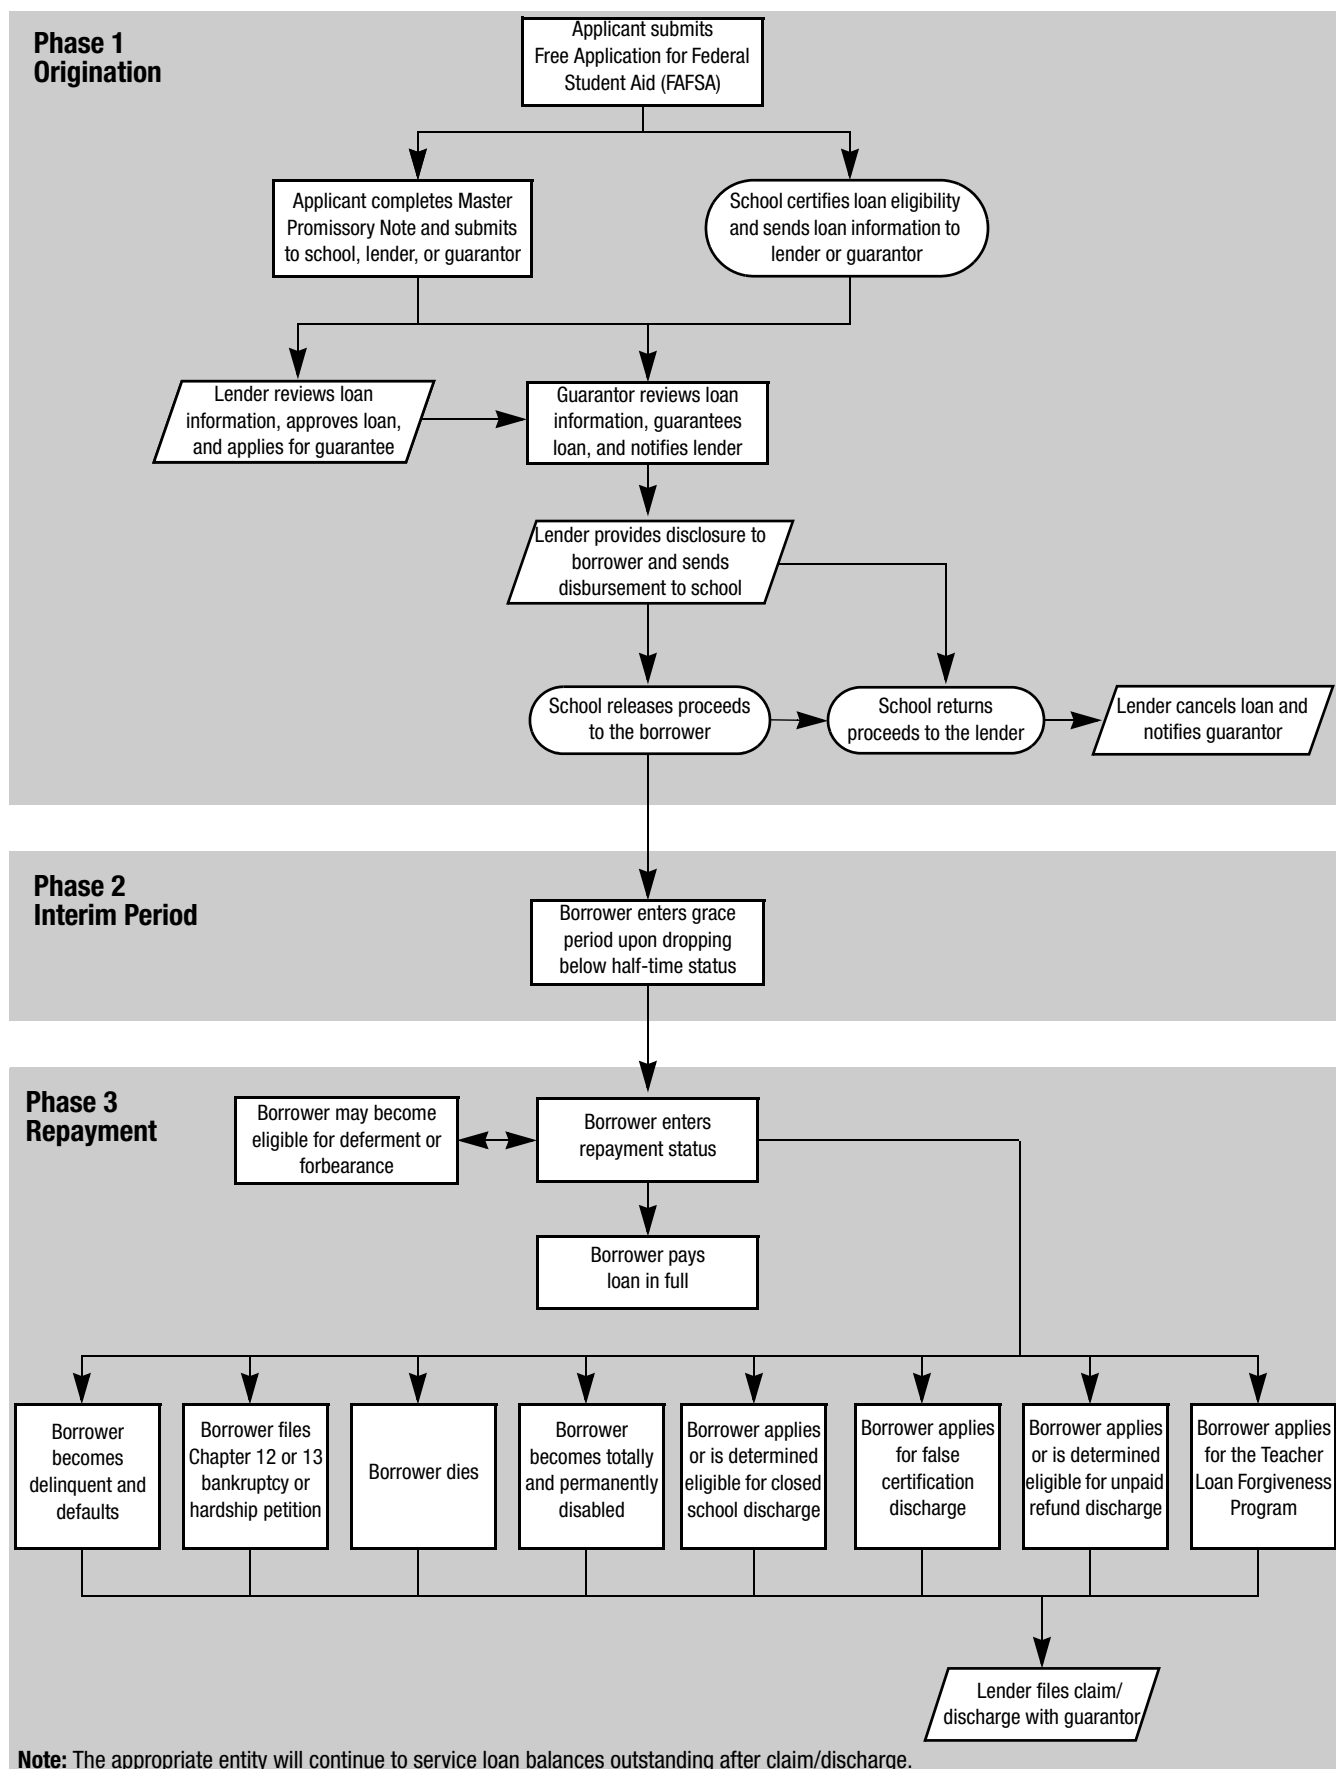 Phase 1
Origination
Applicant submits
Free Application for Federal
Student Aid (FAFSA)
Applicant completes Master
Promissory Note and submits
to school, lender, or guarantor
School certifies loan eligibility
and sends loan information to
lender or guarantor
Lender reviews loan
information, approves loan,
and applies for guarantee
Guarantor reviews loan
information, guarantees
loan, and notifies lender
Lender provides disclosure to
borrower and sends
disbursement to school
School releases proceeds
to the borrower
School returns
proceeds to the lender
Lender cancels loan and
notifies guarantor
Phase 2
Interim Period
Borrower enters grace
period upon dropping
below half-time status
Phase 3
Repayment
Borrower may become
eligible for deferment or
forbearance
Borrower enters
repayment status
Borrower pays
loan in full
Borrower
becomes
delinquent and
defaults
Borrower files
Chapter 12 or 13
bankruptcy or
hardship petition
Borrower dies
Borrower
becomes totally
and permanently
disabled
Borrower applies
or is determined
eligible for closed
school discharge
Borrower applies
for false
certification
discharge
Borrower applies
or is determined
eligible for unpaid
refund discharge
Borrower applies
for the Teacher
Loan Forgiveness
Program
Lender files claim/
discharge with guarantor
Note: The appropriate entity will continue to service loan balances outstanding after claim/discharge.